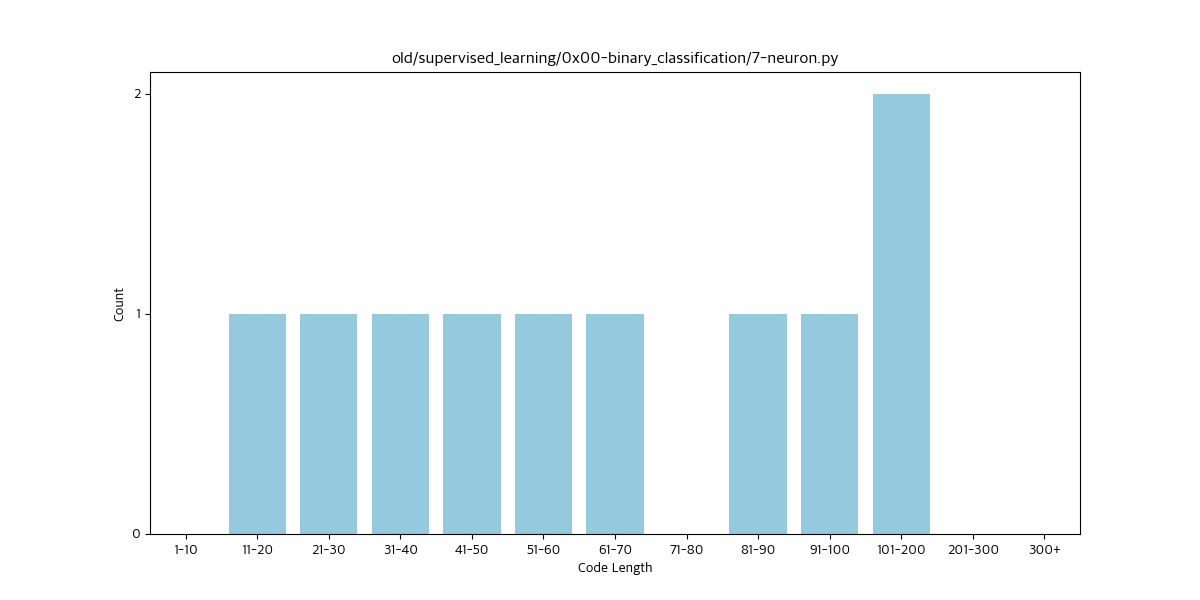 old/supervised_learning/0x00-binary_classification/7-neuron.py
2
1
0
Count
1-10 11-20 21-30 31-40 41-50 51-60 61-70 71-80 81-90 91-100 101-200 201-300 300+
Code Length